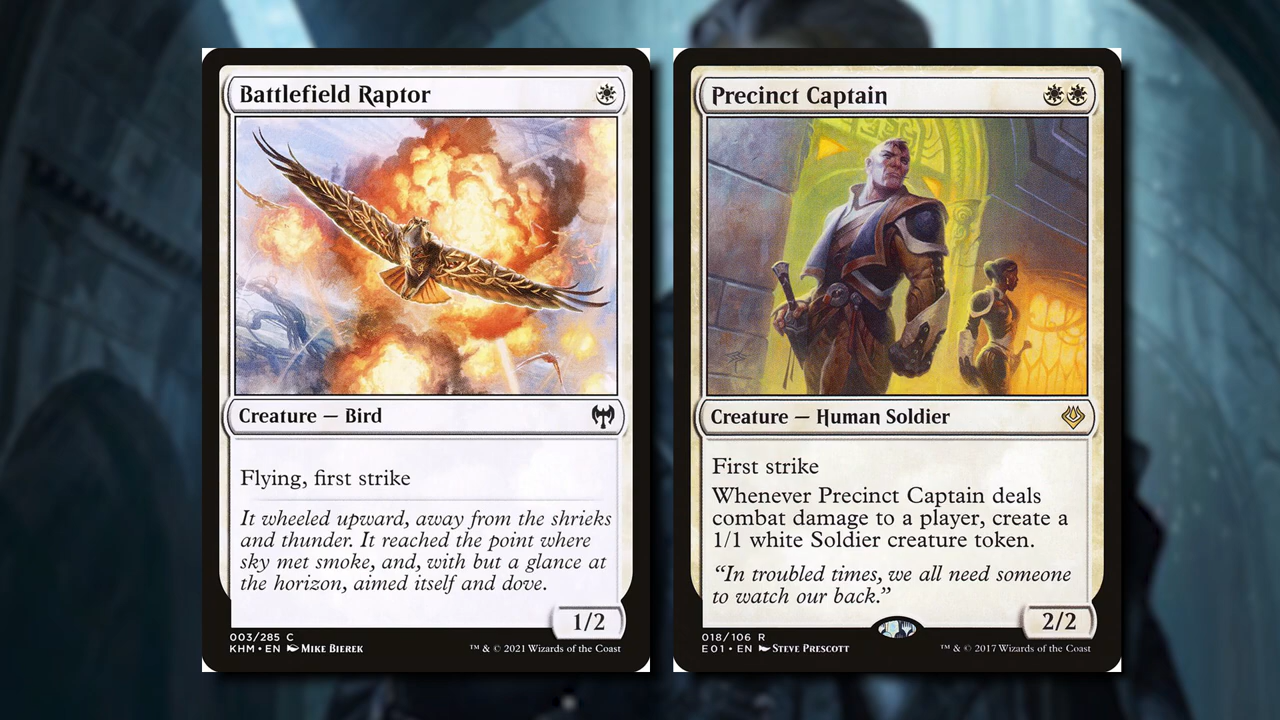 Battlefield Raptor
Creature — Bird
Flying, first strike
It wheeled upward, away from the shrieks
and thunder. It reached the point where
sky met smoke, and, with but a glance at
the horizon, aimed itself and dove.
1/2
003/285 C
KHM • EN Mike Bierek
™ & © 2021 Wizards of the Coast
Precinct Captain
Creature — Human Soldier
First strike
Whenever Precinct Captain deals
combat damage to a player, create a
1/1 white Soldier creature token.
“In troubled times, we all need someone
to watch our back.”
2/2
018/106 R
E01 • EN Steve Prescott
™ & © 2017 Wizards of the Coast